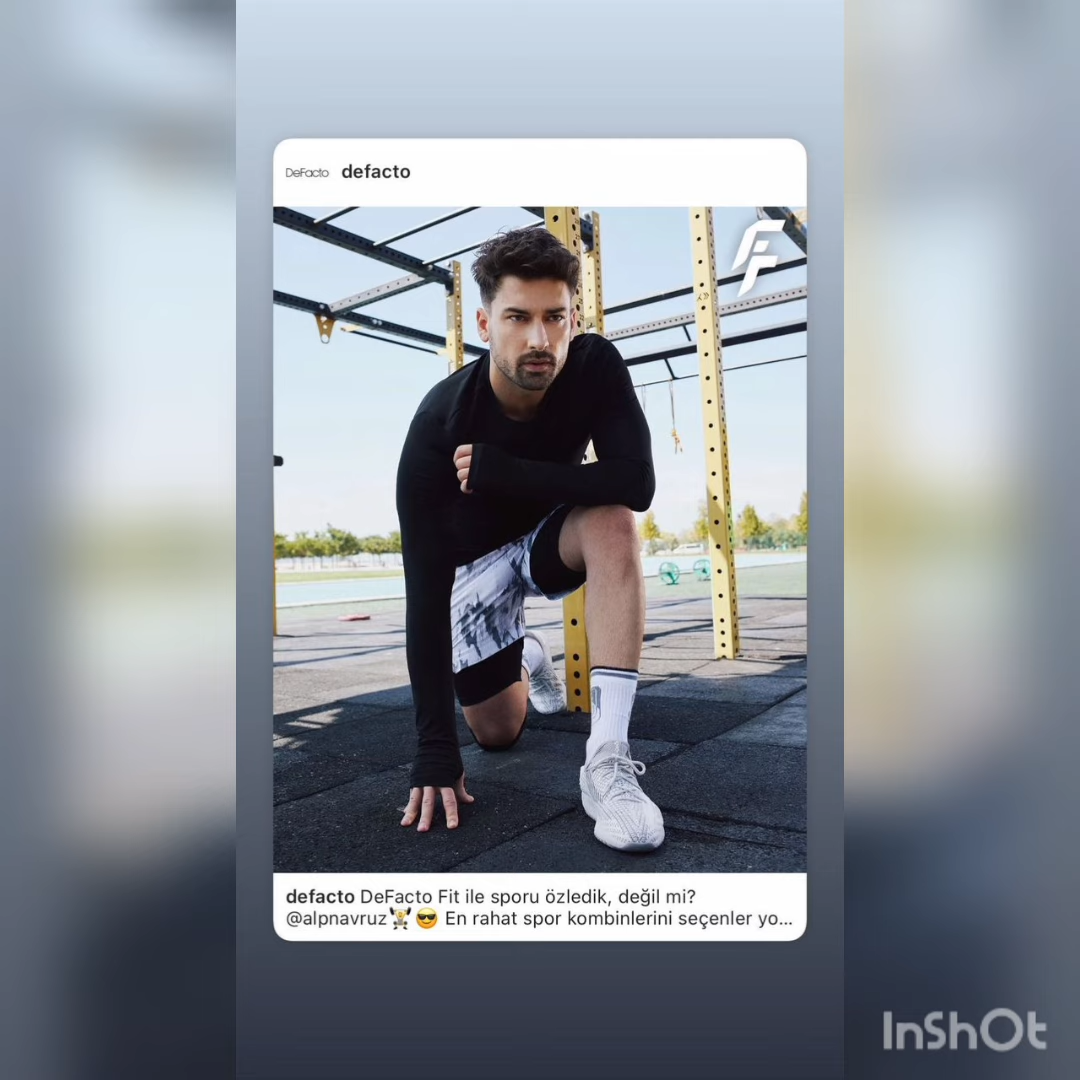 DeFacto defacto
defacto DeFacto Fit ile sporu özledik, değil mi?
@alpnavruz🏋️😎 En rahat spor kombinlerini seçenler yo...
InShOt